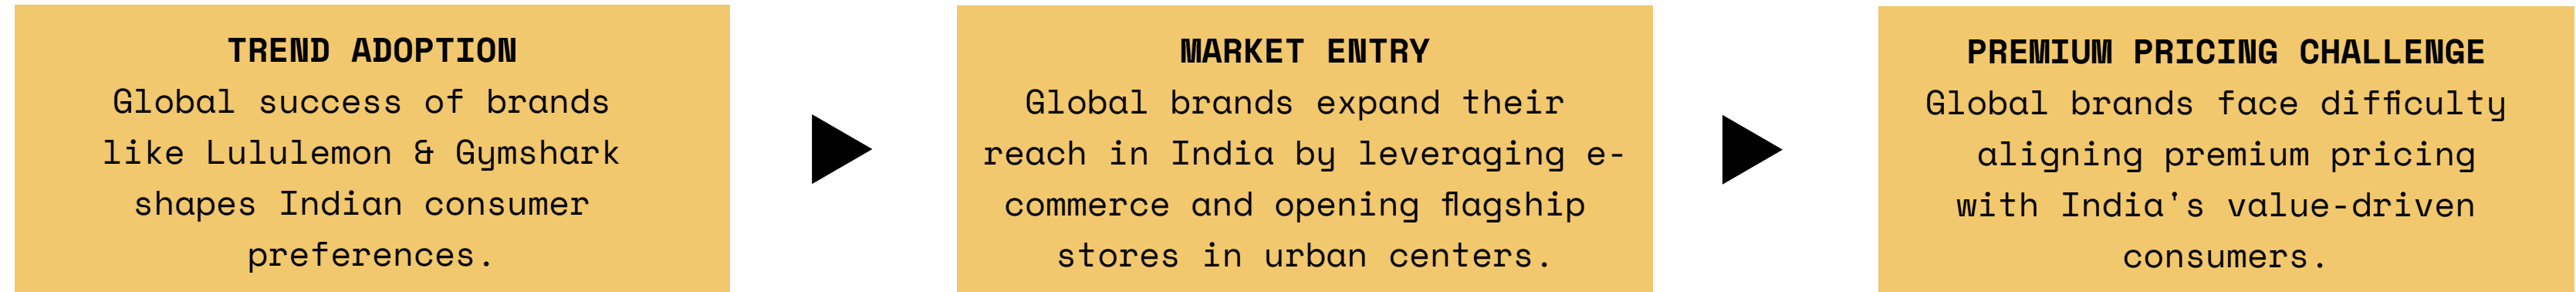 TREND ADOPTION
Global success of brands
like Lululemon & Gymshark
shapes Indian consumer
preferences.
MARKET ENTRY
Global brands expand their
reach in India by leveraging e-
commerce and opening flagship
stores in urban centers.
PREMIUM PRICING CHALLENGE
Global brands face difficulty
aligning premium pricing
with India's value-driven
consumers.